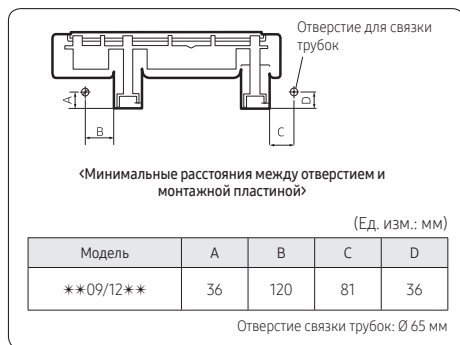 Отверстие для связки
трубок
A
B
C
D
<Минимальные расстояния между отверстием и
монтажной пластиной>
(Ед. изм.: мм)
Модель A B C D
✴✴09/12✴✴ 36 120 81 36
Отверстие связки трубок: Ø 65 мм